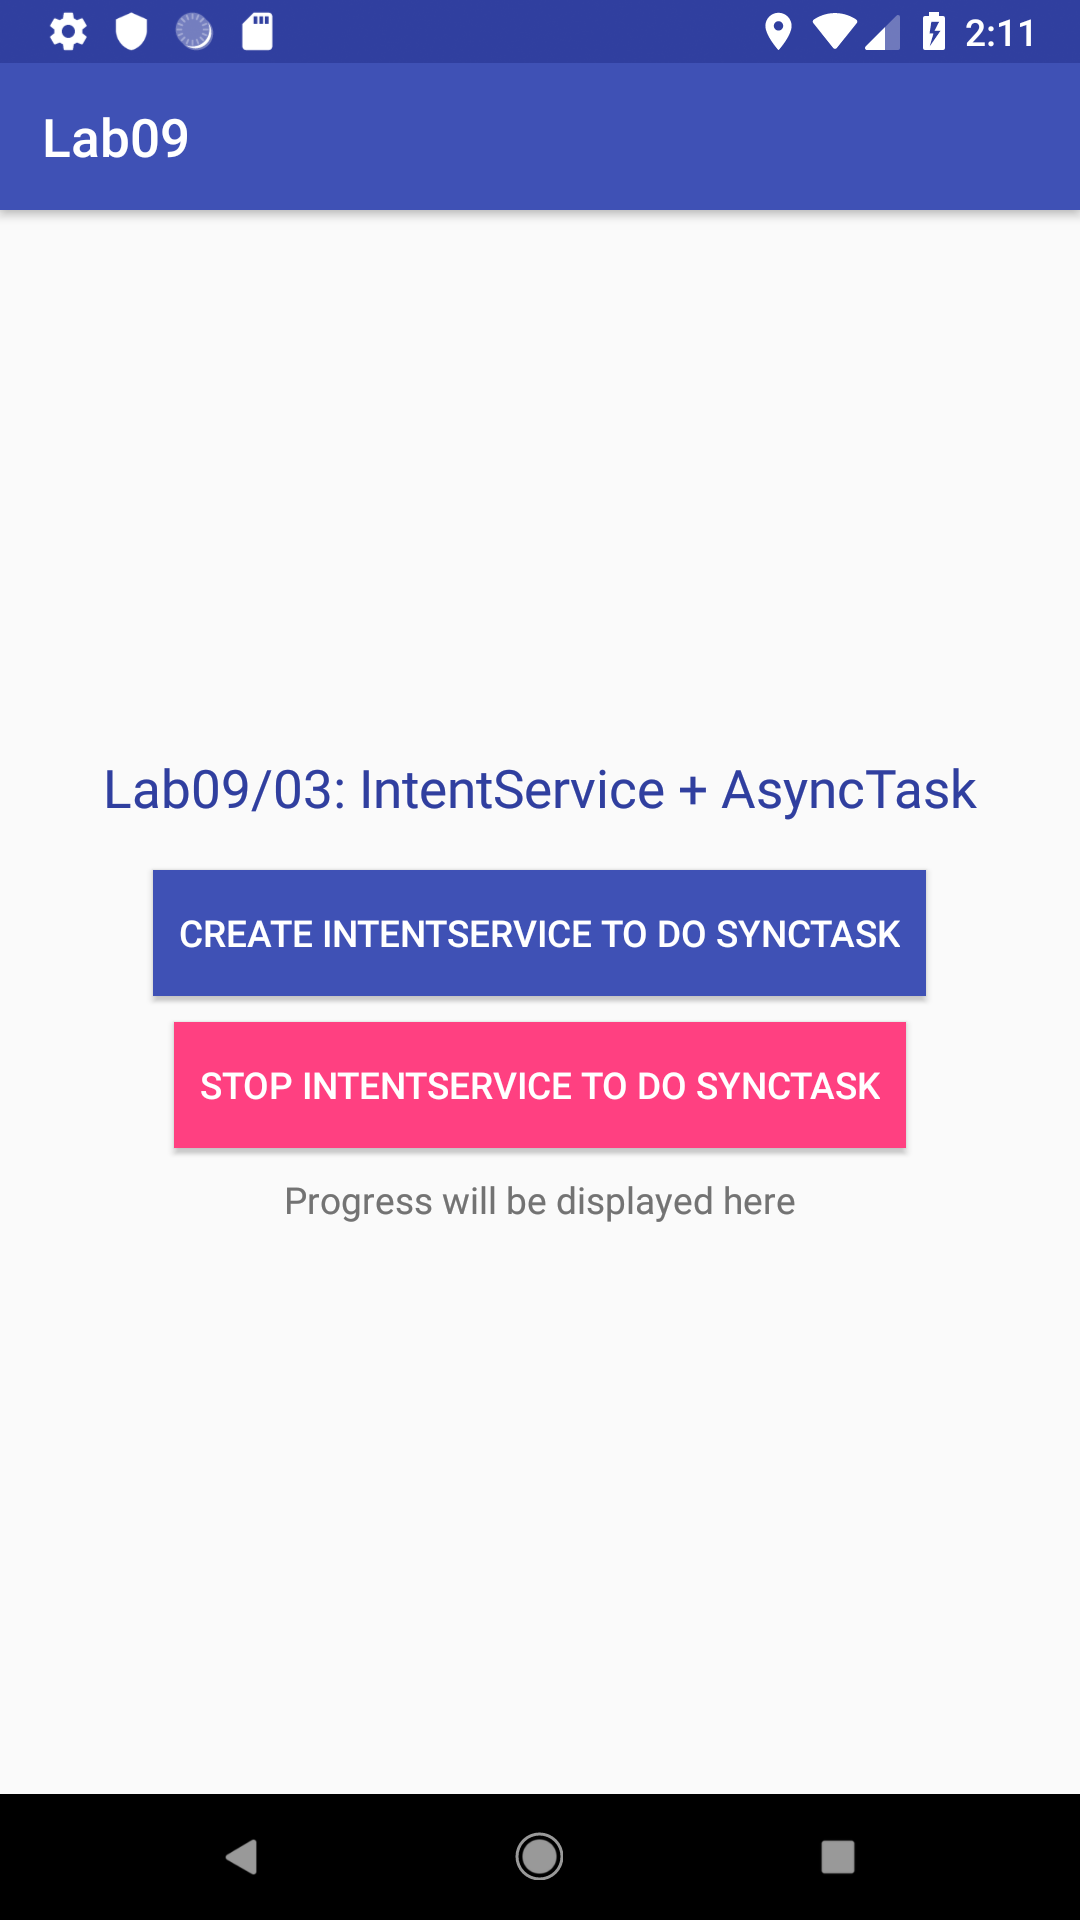 2:11
Lab09
Lab09/03: IntentService + AsyncTask
CREATE INTENTSERVICE TO DO SYNCTASK
STOP INTENTSERVICE TO DO SYNCTASK
Progress will be displayed here